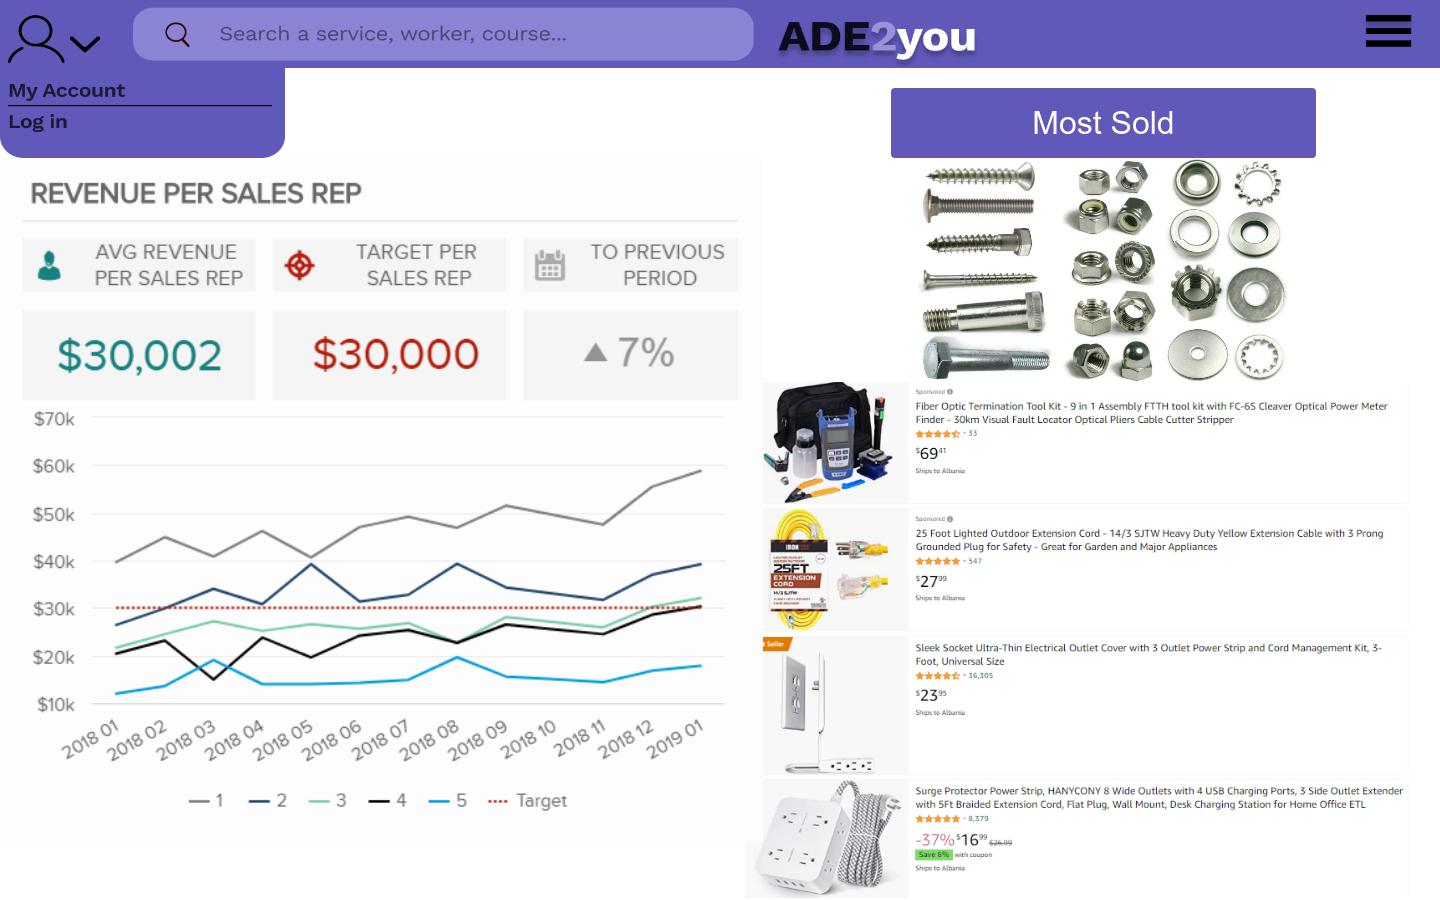 Search a service, worker, course...
ADE2you
My Account
Log in
Most Sold
REVENUE PER SALES REP
AVG REVENUE
PER SALES REP
TARGET PER
SALES REP
TO PREVIOUS
PERIOD
$30,002
$30,000
▲ 7%
$70k
$60k
$50k
$40k
$30k
$20k
$10k
2018 01
2018 02
2018 03
2018 04
2018 05
2018 06
2018 07
2018 08
2018 09
2018 10
2018 11
2018 12
2019 01
1
2
3
4
5
Target
Sponsored
Fiber Optic Termination Tool Kit - 9 in 1 Assembly FTTH tool kit with FC-6S Cleaver Optical Power Meter
Finder - 30km Visual Fault Locator Optical Pliers Cable Cutter Stripper
33
$69 41
Ships to Albania
25FT
EXTENSION
CORD
14/3 SJTW
Sponsored
25 Foot Lighted Outdoor Extension Cord - 14/3 SJTW Heavy Duty Yellow Extension Cable with 3 Prong
Grounded Plug for Safety - Great for Garden and Major Appliances
547
$27 99
Ships to Albania
Seller
Sleek Socket Ultra-Thin Electrical Outlet Cover with 3 Outlet Power Strip and Cord Management Kit, 3-
Foot, Universal Size
36,305
$23 95
Ships to Albania
Surge Protector Power Strip, HANYCONY 8 Wide Outlets with 4 USB Charging Ports, 3 Side Outlet Extender
with 5Ft Braided Extension Cord, Flat Plug, Wall Mount, Desk Charging Station for Home Office ETL
8,379
-37% $16 99 $26.99
Save 6% with coupon
Ships to Albania